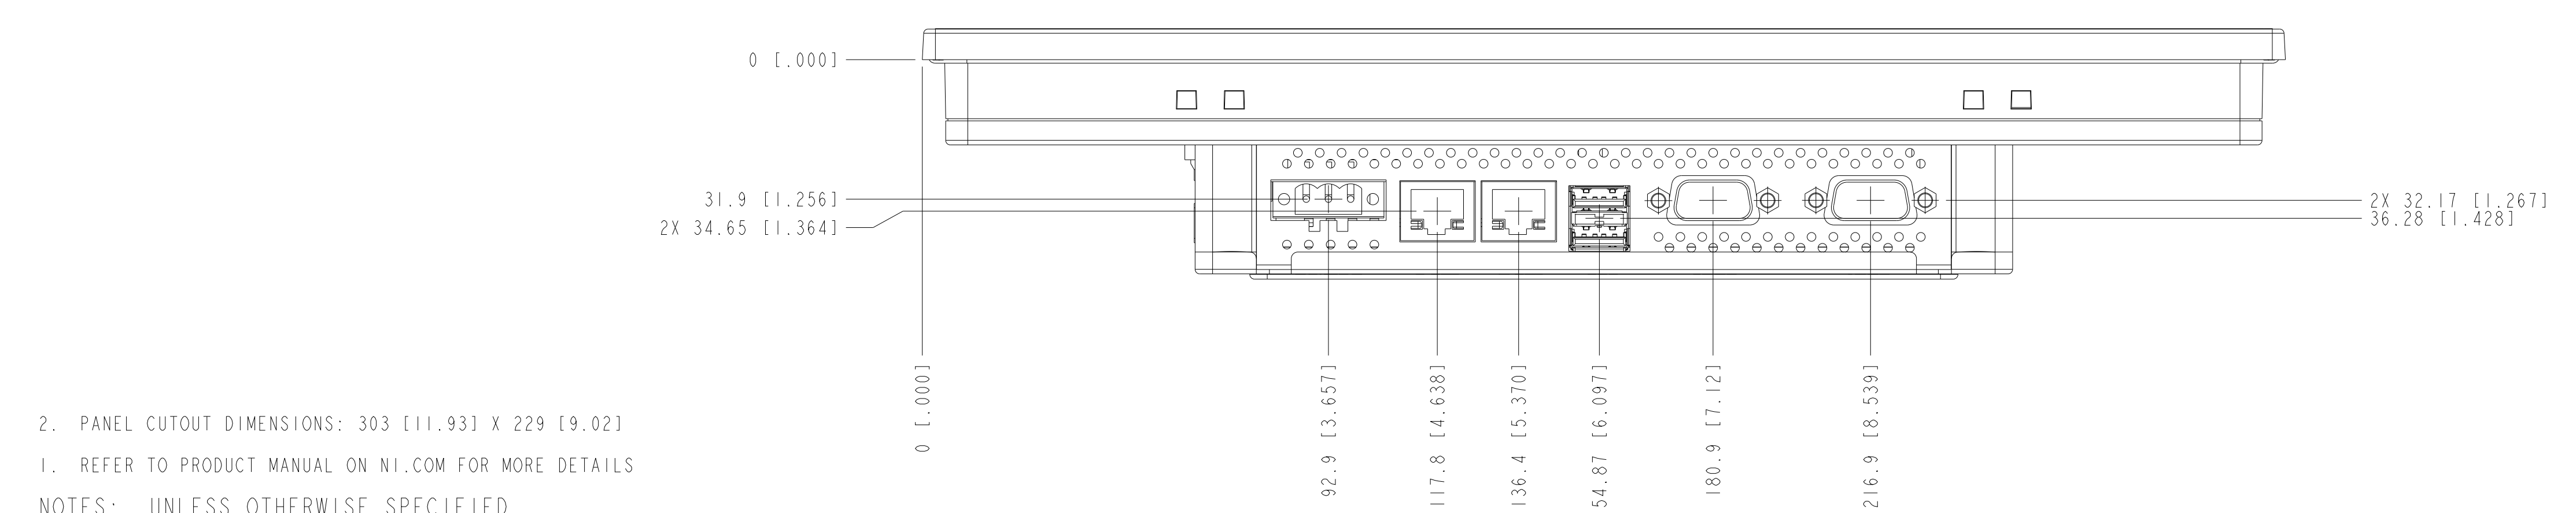 0 [.000]
31.9 [1.256]
2X 34.65 [1.364]
2X 32.17 [1.267]
36.28 [1.428]
0 [.000]
92.9 [3.657]
117.8 [4.638]
136.4 [5.370]
54.87 [6.097]
180.9 [7.12]
216.9 [8.539]
2. PANEL CUTOUT DIMENSIONS: 303 [11.93] X 229 [9.02]
1. REFER TO PRODUCT MANUAL ON NI.COM FOR MORE DETAILS
NOTES: UNLESS OTHERWISE SPECIFIED